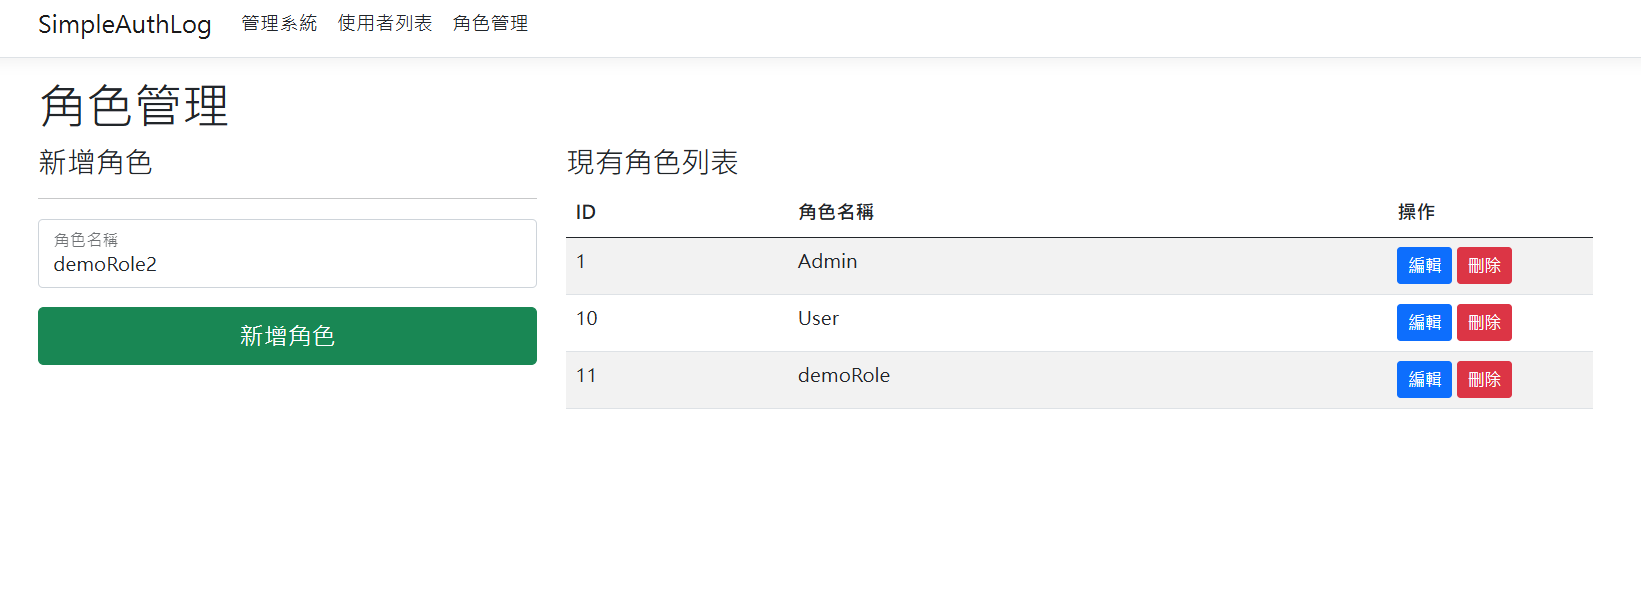 SimpleAuthLog 管理系統 使用者列表 角色管理
角色管理
新增角色
角色名稱
demoRole2
新增角色
現有角色列表
ID 角色名稱 操作
1 Admin 編輯 刪除
10 User 編輯 刪除
11 demoRole 編輯 刪除